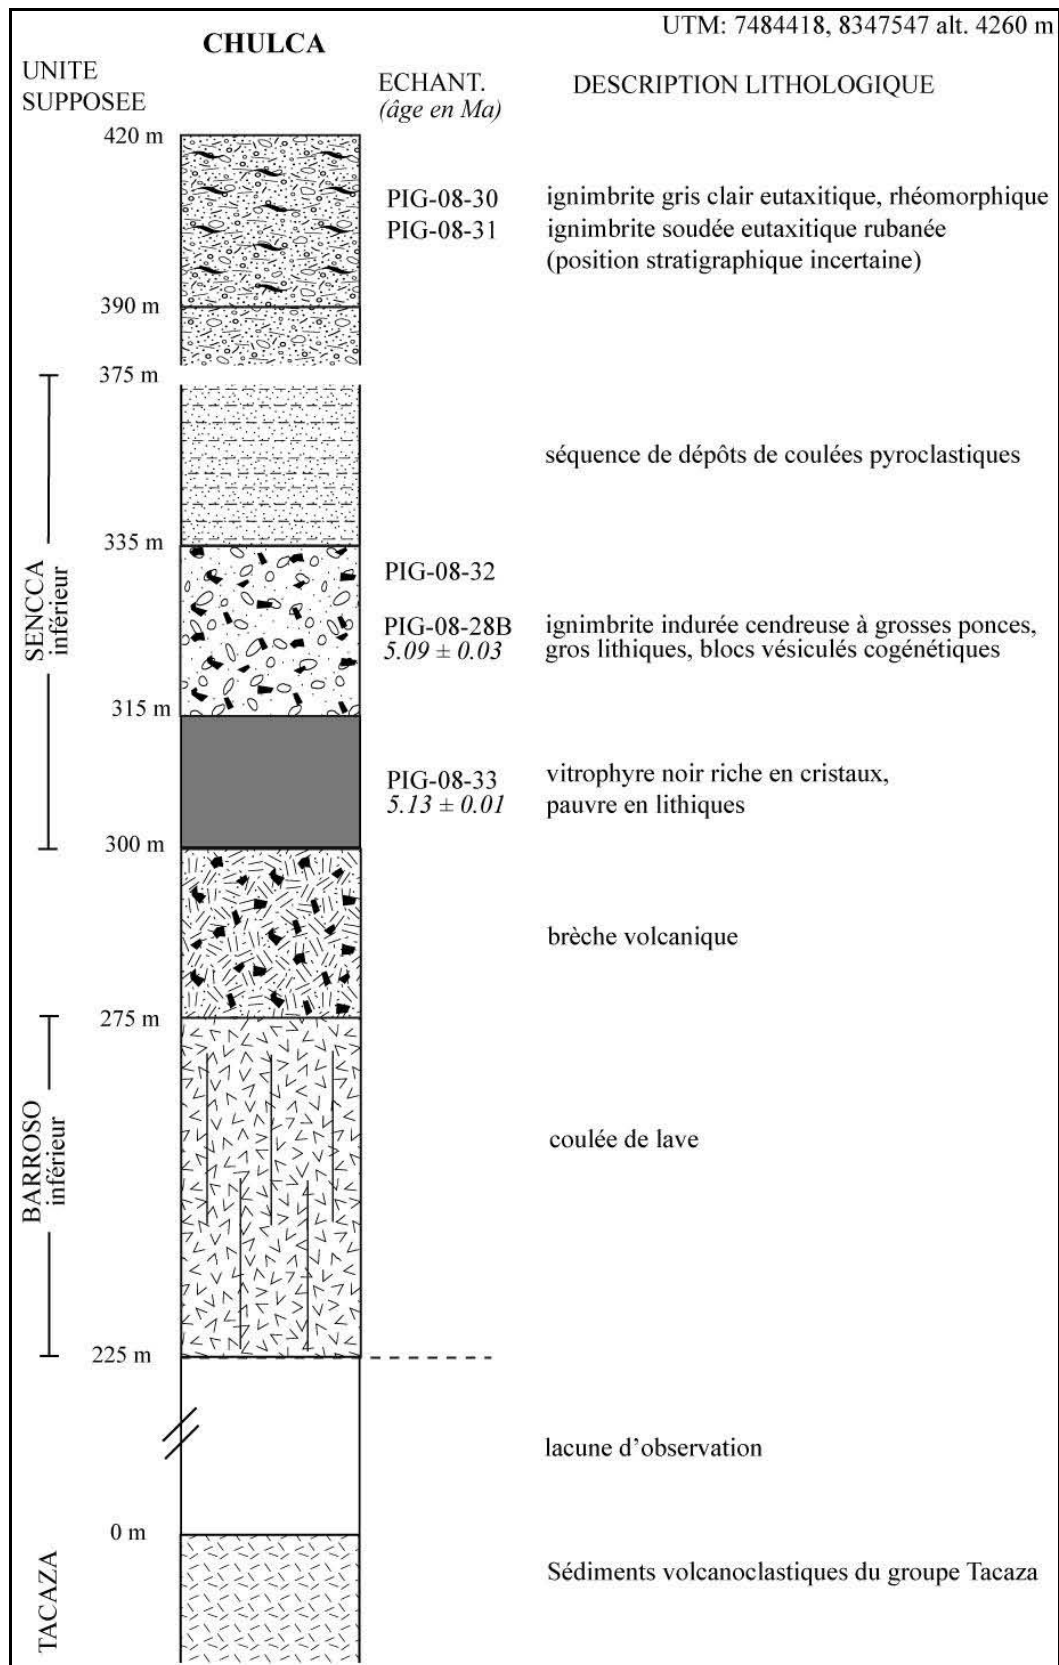 UTM: 7484418, 8347547 alt. 4260 m
CHULCA
UNITE
SUPPOSEE
ECHANT.
(âge en Ma)
DESCRIPTION LITHOLOGIQUE
420 m
PIG-08-30
ignimbrite gris clair eutaxitique, rhéomorphique
PIG-08-31
ignimbrite soudée eutaxitique rubanée
(position stratigraphique incertaine)
390 m
375 m
séquence de dépôts de coulées pyroclastiques
335 m
SENCCA
inférieur
PIG-08-32
PIG-08-28B
5.09 ± 0.03
ignimbrite indurée cendreuse à grosses ponces,
gros lithiques, blocs vésiculés cogénétiques
315 m
PIG-08-33
5.13 ± 0.01
vitrophyre noir riche en cristaux,
pauvre en lithiques
300 m
brèche volcanique
275 m
BARROSO
inférieur
coulée de lave
225 m
lacune d'observation
0 m
TACAZA
Sédiments volcanoclastiques du groupe Tacaza